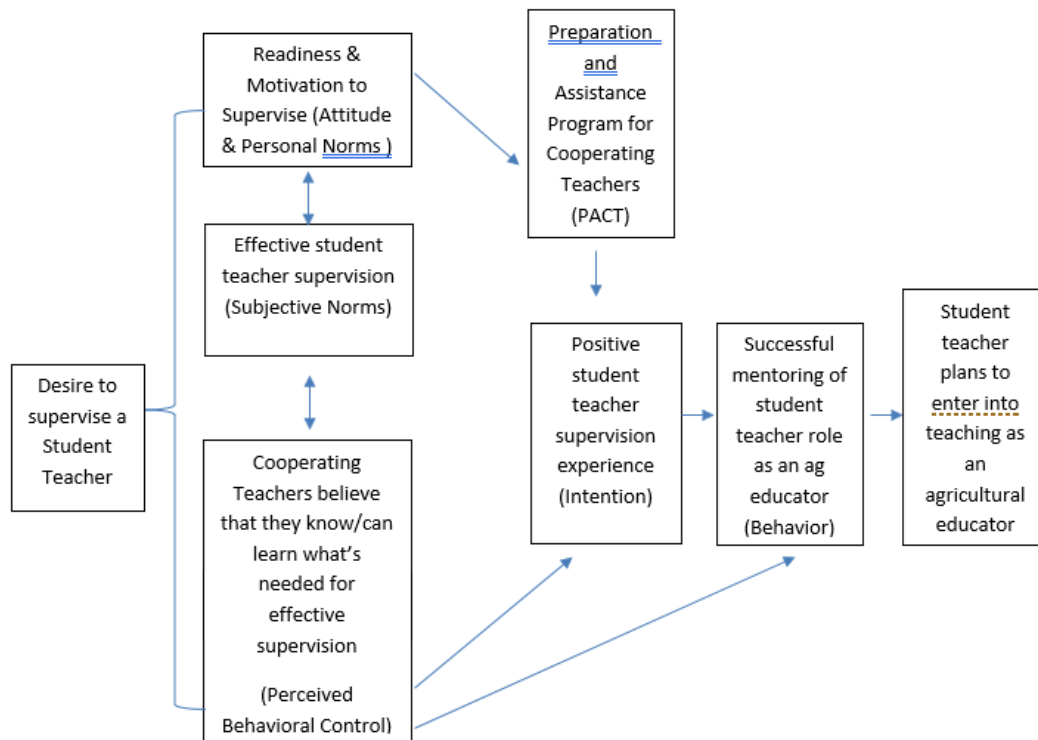 Desire to
supervise a
Student
Teacher
Readiness &
Motivation to
Supervise (Attitude
& Personal Norms )
Effective student
teacher supervision
(Subjective Norms)
Cooperating
Teachers believe
that they know/can
learn what's
needed for
effective
supervision
(Perceived
Behavioral Control)
Preparation
and
Assistance
Program for
Cooperating
Teachers
(PACT)
Positive
student
teacher
supervision
experience
(Intention)
Successful
mentoring of
student
teacher role
as an ag
educator
(Behavior)
Student
teacher
plans to
enter into
teaching as
an
agricultural
educator